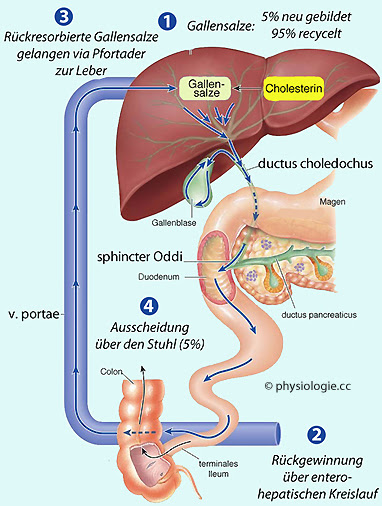 3
1
Gallensalze: 5% neu gebildet
95% recycelt
Rückresorbierte Gallensalze
gelangen via Pfortader
zur Leber
Gallen-
salze
Cholesterin
ductus choledochus
Gallenblase
Magen
sphincter Oddi
Duodenum
ductus pancreaticus
v. portae
4
Ausscheidung
über den Stuhl (5%)
Colon
© physiologie.cc
terminales
Ileum
2
Rückgewinnung
über entero-
hepatischen Kreislauf